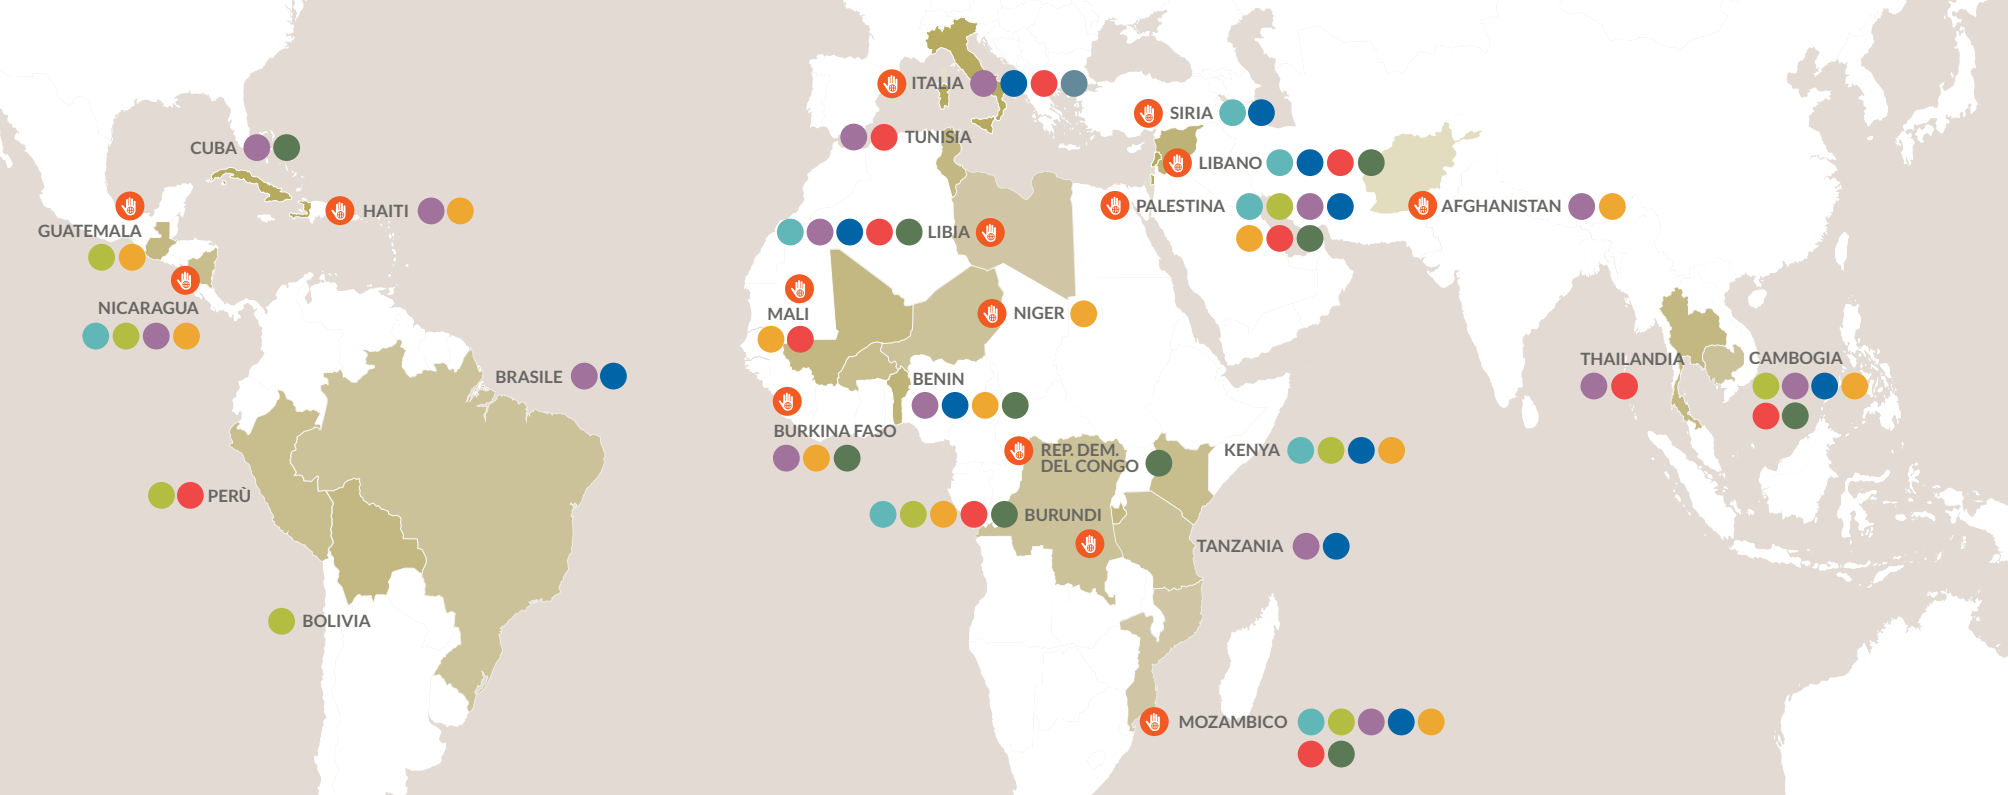 ITALIA
SIRIA
TUNISIA
CUBA
LIBANO
HAITI
PALESTINA
AFGHANISTAN
GUATEMALA
LIBIA
NICARAGUA
MALI
NIGER
THAILANDIA
CAMBOGIA
BRASILE
BENIN
BURKINA FASO
REP. DEM.
DEL CONGO
KENYA
PERÙ
BURUNDI
TANZANIA
BOLIVIA
MOZAMBICO